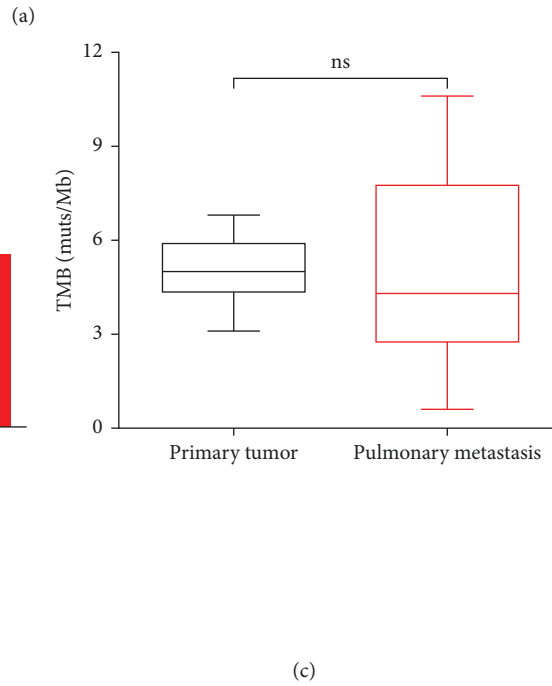 (a)
12
ns
9
6
3
0
TMB (muts/Mb)
Primary tumor
Pulmonary metastasis
(c)